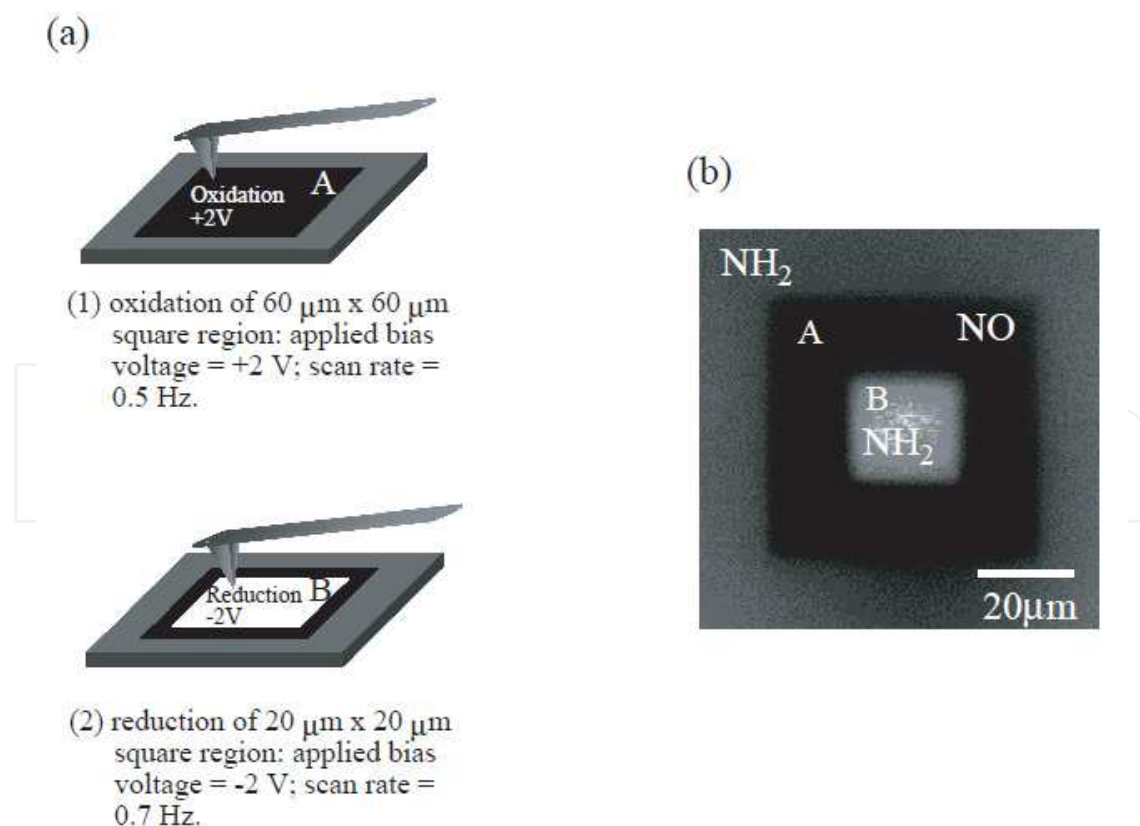 (a)
Oxidation A
+2V
(1) oxidation of 60 μm x 60 μm
square region: applied bias
voltage = +2 V; scan rate =
0.5 Hz.
Reduction B
-2V
(2) reduction of 20 μm x 20 μm
square region: applied bias
voltage = -2 V; scan rate =
0.7 Hz.
(b)
NH₂
A NO
B
NH₂
20μm